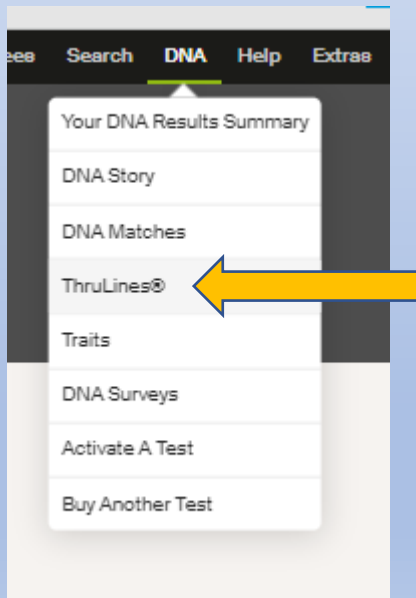 ees Search DNA Help Extras
Your DNA Results Summary
DNA Story
DNA Matches
ThruLines®
Traits
DNA Surveys
Activate A Test
Buy Another Test